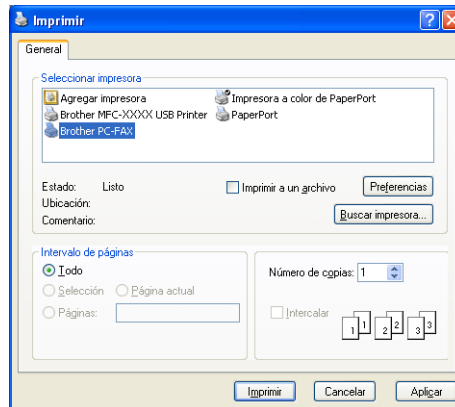 Imprimir
General
Seleccionar impresora
Agregar impresora Impresora a color de PaperPort
Brother MFC-XXXX USB Printer PaperPort
Brother PC-FAX
Estado: Listo Imprimir a un archivo Preferencias
Ubicación:
Comentario: Buscar impresora...
Intervalo de páginas
Todo Número de copias: 1
Selección Página actual
Páginas: Intercalar
1 1 2 2 3 3
Imprimir Cancelar Aplicar